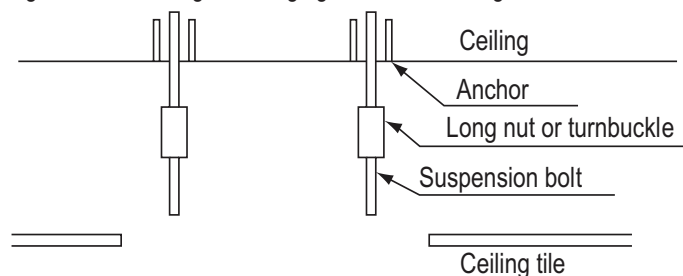 Ceiling
Anchor
Long nut or turnbuckle
Suspension bolt
Ceiling tile